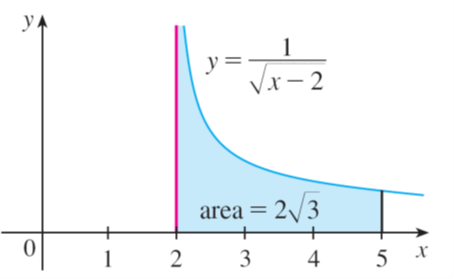 y
y = 1/√(x − 2)
area = 2√3
0 1 2 3 4 5 x